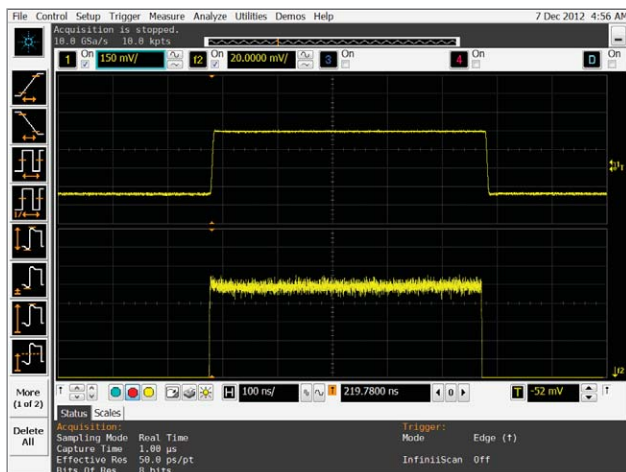 File Control Setup Trigger Measure Analyze Utilities Demos Help 7 Dec 2012 4:56 AM
Acquisition is stopped.
10.0 GSa/s 10.0 kpts
1 On 150 mV/ f2 On 20.0000 mV/ 3 On 4 On D On
T
f2
More
(1 of 2)
Delete
All
H 100 ns/ T 219.7800 ns 0 T -52 mV
Status Scales
Acquisition: Trigger:
Sampling Mode Real Time Mode Edge (↑)
Capture Time 1.00 µs
Effective Res 50.0 ps/pt InfiniiScan Off
Bits Of Res 8 bits